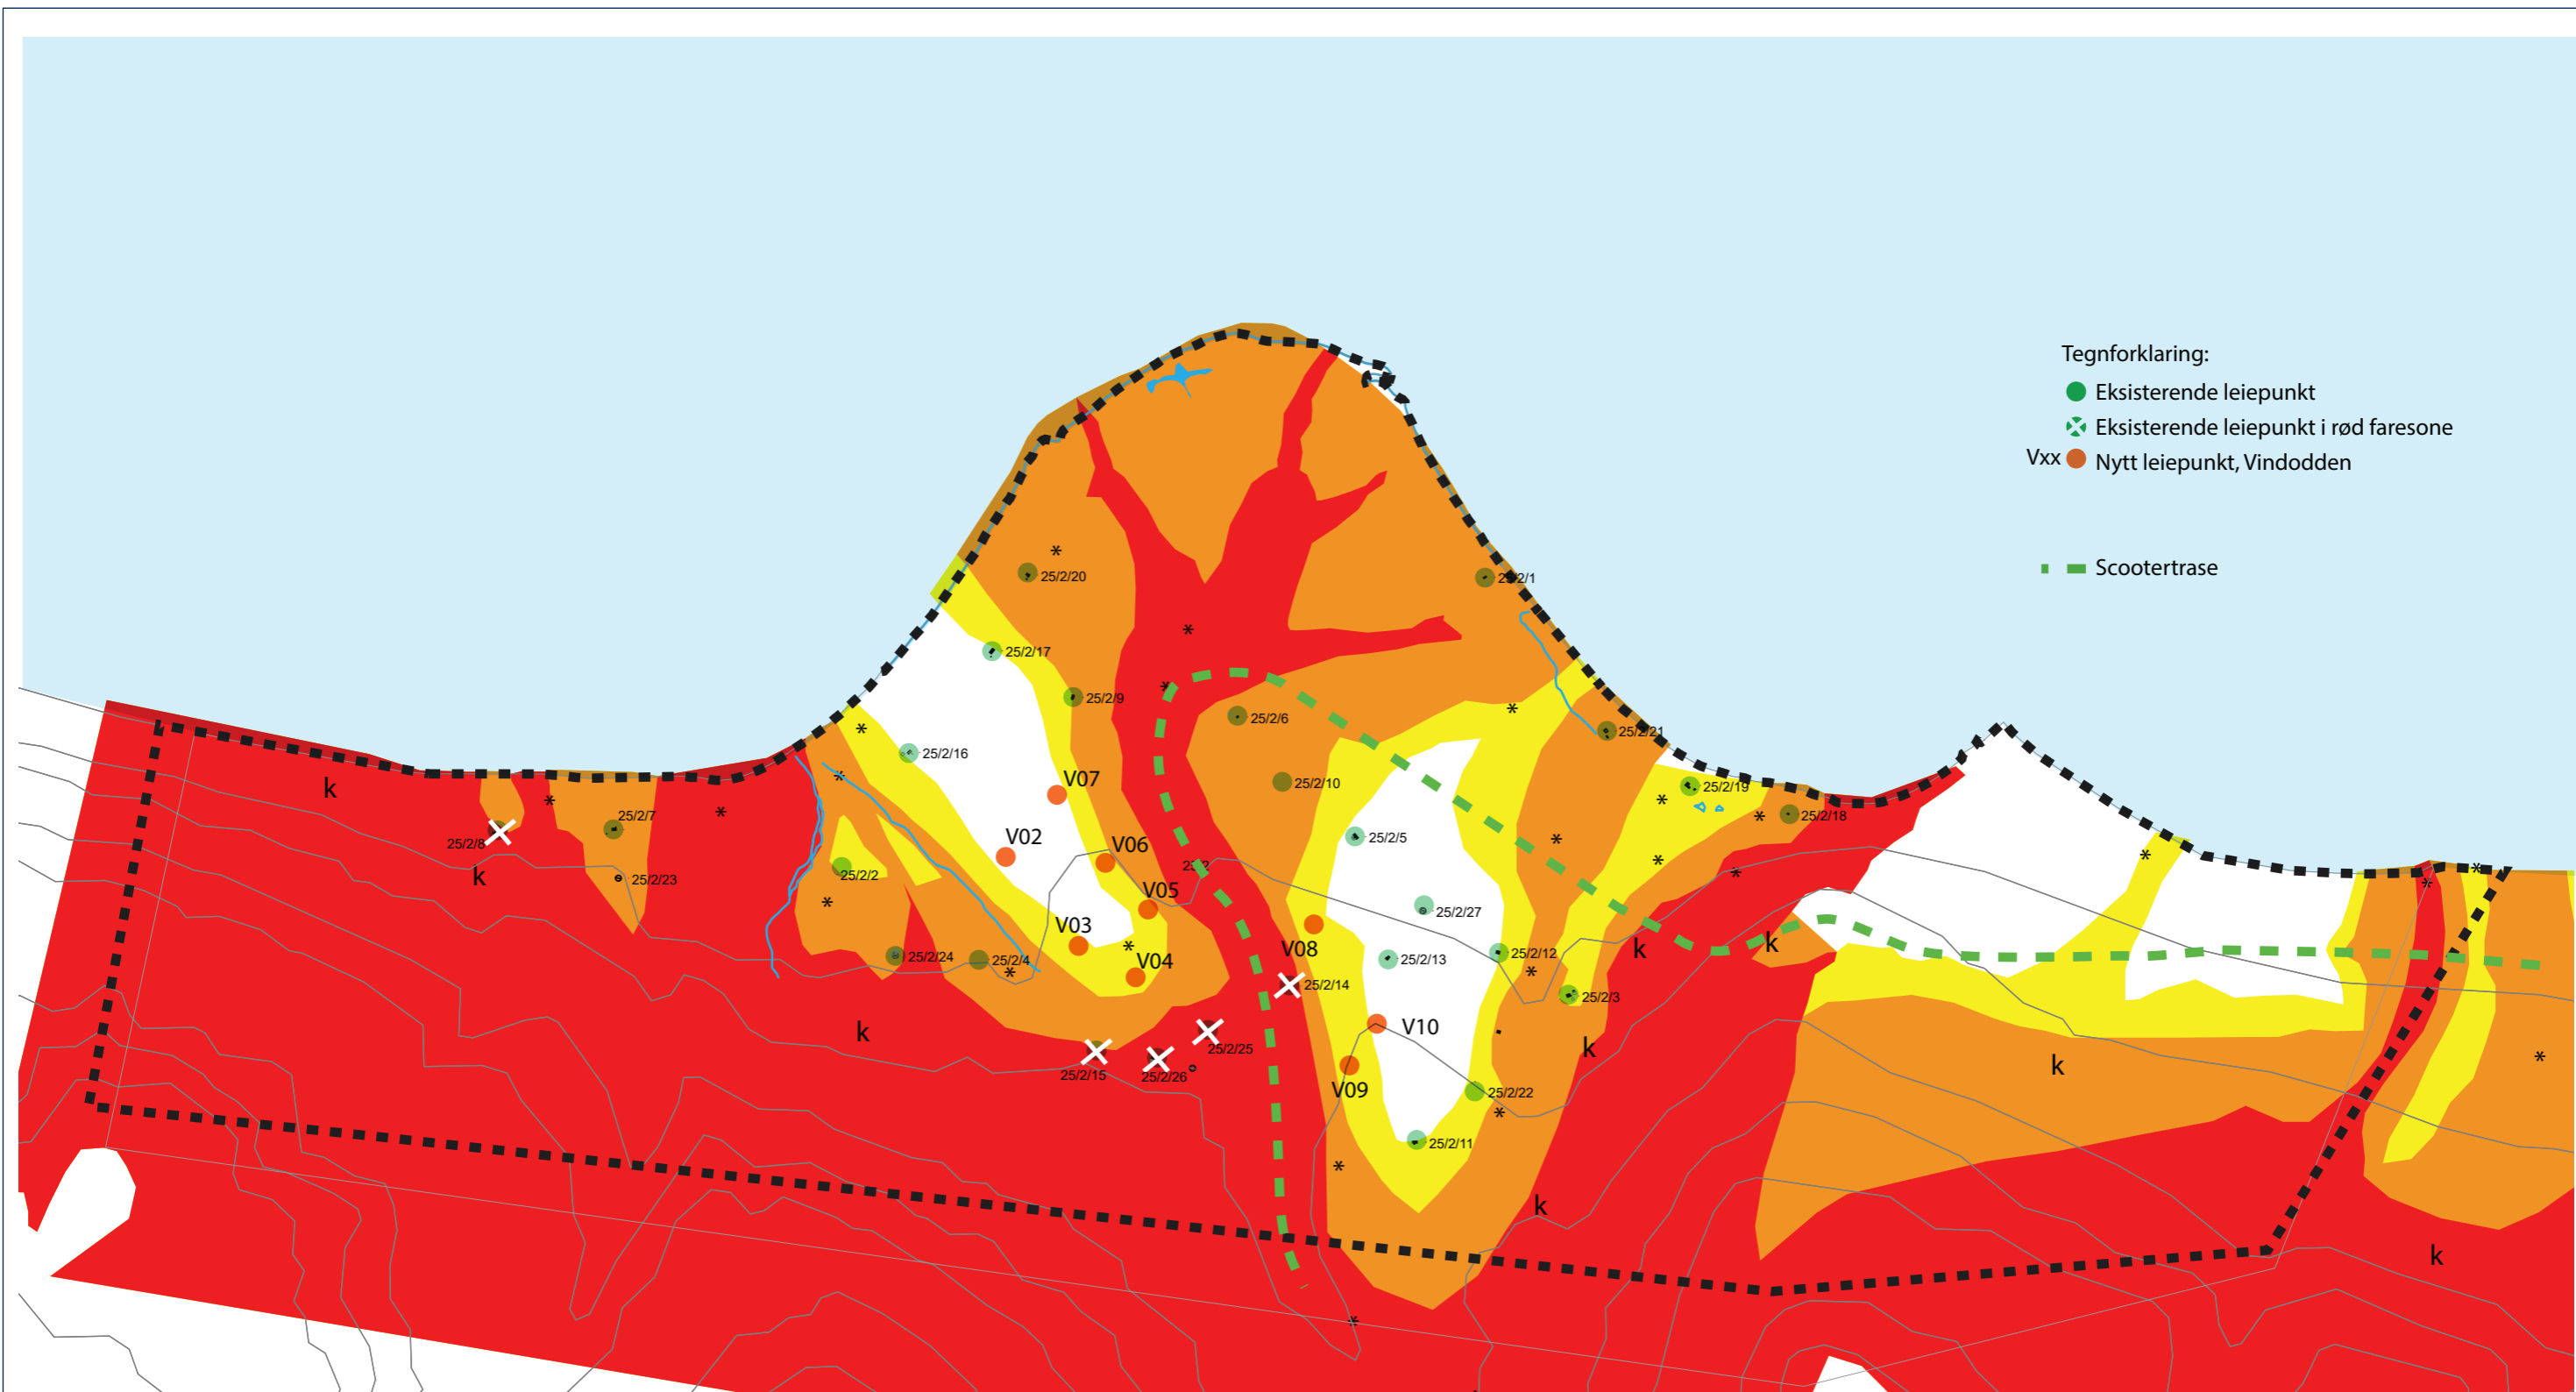 Tegnforklaring:
Eksisterende leiepunkt
Eksisterende leiepunkt i rød faresone
Vxx Nytt leiepunkt, Vindodden
Scootertrase
25/2/20
25/2/1
25/2/17
25/2/9
25/2/6
25/2/21
25/2/16
25/2/10
V07
25/2/19
k
25/2/7
25/2/18
25/2/8
V02
V06
25/2/5
k
25/2/23
25/2/2
V05
25/2/27
V03
V08
k
k
25/2/24
25/2/4
V04
25/2/13
25/2/12
25/2/14
25/2/3
k
V10
k
25/2/25
k
25/2/15
25/2/26
V09
25/2/22
25/2/11
k
k